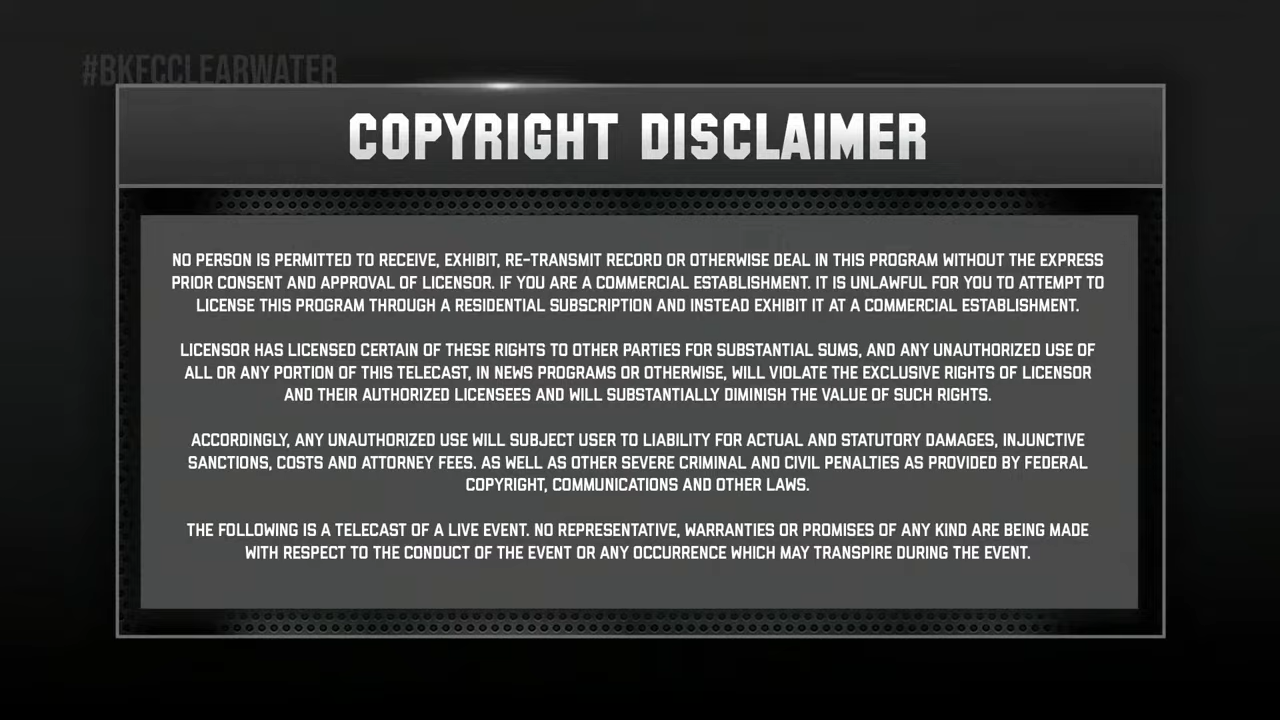 #BKFCCLEARWATER
COPYRIGHT DISCLAIMER
NO PERSON IS PERMITTED TO RECEIVE, EXHIBIT, RE-TRANSMIT RECORD OR OTHERWISE DEAL IN THIS PROGRAM WITHOUT THE EXPRESS
PRIOR CONSENT AND APPROVAL OF LICENSOR. IF YOU ARE A COMMERCIAL ESTABLISHMENT. IT IS UNLAWFUL FOR YOU TO ATTEMPT TO
LICENSE THIS PROGRAM THROUGH A RESIDENTIAL SUBSCRIPTION AND INSTEAD EXHIBIT IT AT A COMMERCIAL ESTABLISHMENT.
LICENSOR HAS LICENSED CERTAIN OF THESE RIGHTS TO OTHER PARTIES FOR SUBSTANTIAL SUMS, AND ANY UNAUTHORIZED USE OF
ALL OR ANY PORTION OF THIS TELECAST, IN NEWS PROGRAMS OR OTHERWISE, WILL VIOLATE THE EXCLUSIVE RIGHTS OF LICENSOR
AND THEIR AUTHORIZED LICENSEES AND WILL SUBSTANTIALLY DIMINISH THE VALUE OF SUCH RIGHTS.
ACCORDINGLY, ANY UNAUTHORIZED USE WILL SUBJECT USER TO LIABILITY FOR ACTUAL AND STATUTORY DAMAGES, INJUNCTIVE
SANCTIONS, COSTS AND ATTORNEY FEES. AS WELL AS OTHER SEVERE CRIMINAL AND CIVIL PENALTIES AS PROVIDED BY FEDERAL
COPYRIGHT, COMMUNICATIONS AND OTHER LAWS.
THE FOLLOWING IS A TELECAST OF A LIVE EVENT. NO REPRESENTATIVE, WARRANTIES OR PROMISES OF ANY KIND ARE BEING MADE
WITH RESPECT TO THE CONDUCT OF THE EVENT OR ANY OCCURRENCE WHICH MAY TRANSPIRE DURING THE EVENT.